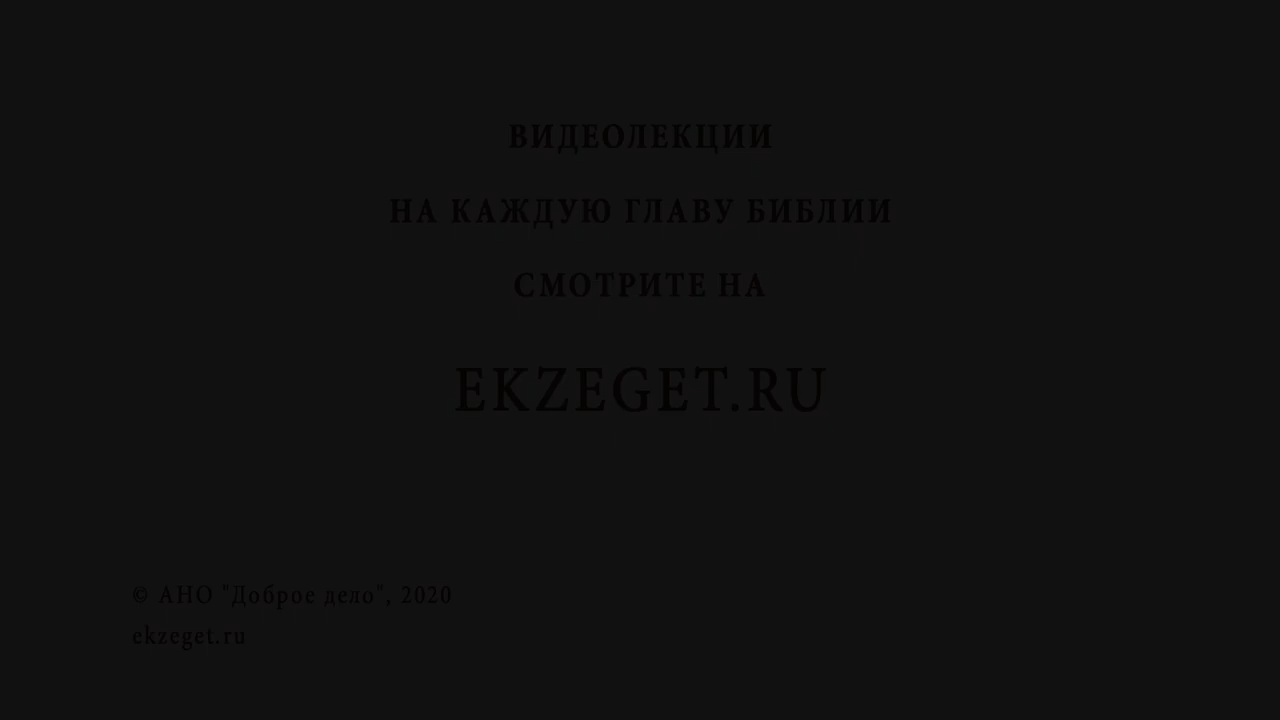 ВИДЕОЛЕКЦИИ
НА КАЖДУЮ ГЛАВУ БИБЛИИ
СМОТРИТЕ НА
EKZEGET.RU
© АНО "Доброе дело", 2020
ekzeget.ru